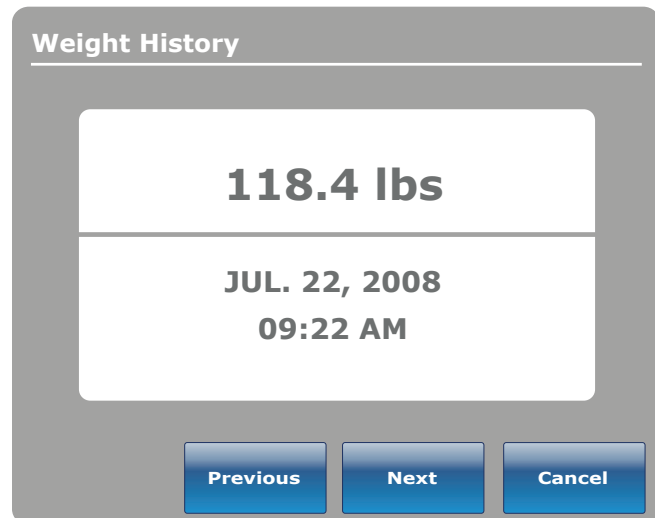 Weight History
118.4 lbs
JUL. 22, 2008
09:22 AM
Previous Next Cancel